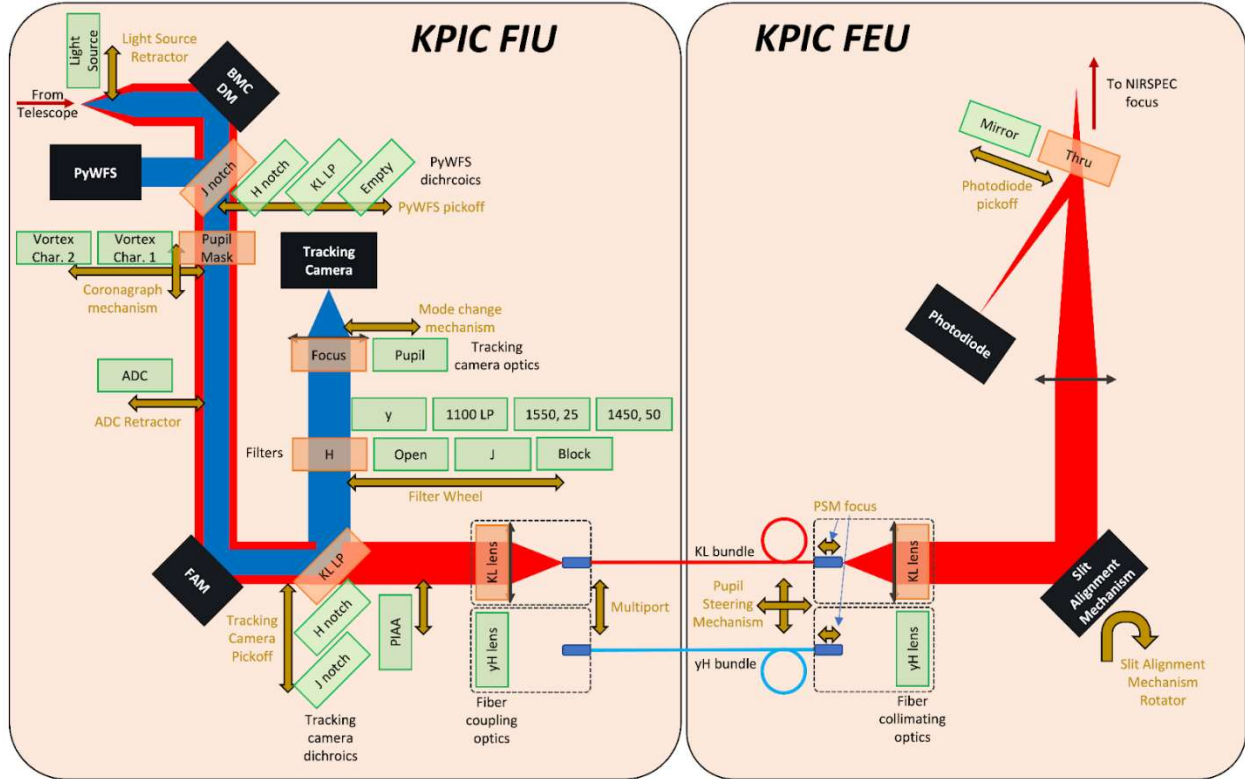 KPIC FIU
KPIC FEU
Light
Source
Light Source
Retractor
BMC
DM
From
Telescope
PyWFS
J notch
H notch
KL LP
Empty
PyWFS
dichrcoics
PyWFS pickoff
Vortex
Char. 2
Vortex
Char. 1
Pupil
Mask
Coronagraph
mechanism
Tracking
Camera
Mode change
mechanism
Focus
Pupil
Tracking
camera optics
ADC
ADC Retractor
y
1100 LP
1550, 25
1450, 50
Filters
H
Open
J
Block
Filter Wheel
FAM
KL LP
H notch
J notch
Tracking
Camera
Pickoff
Tracking
camera
dichroics
PIAA
KL lens
yH lens
Fiber
coupling
optics
Multiport
KL bundle
yH bundle
PSM focus
Pupil
Steering
Mechanism
KL lens
yH lens
Fiber
collimating
optics
To NIRSPEC
focus
Mirror
Thru
Photodiode
pickoff
Photodiode
Slit
Alignment
Mechanism
Slit Alignment
Mechanism
Rotator